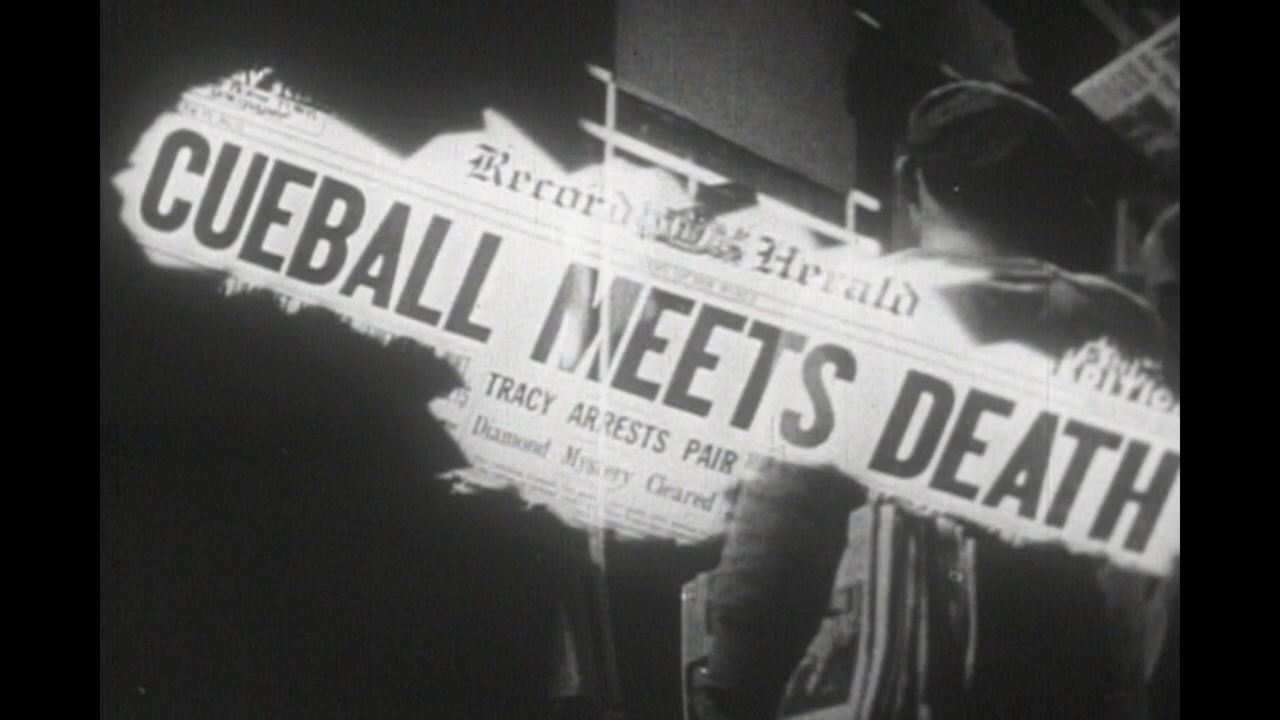 Record Herald
CUEBALL MEETS DEATH
TRACY ARRESTS PAIR
Diamond Mystery Cleared